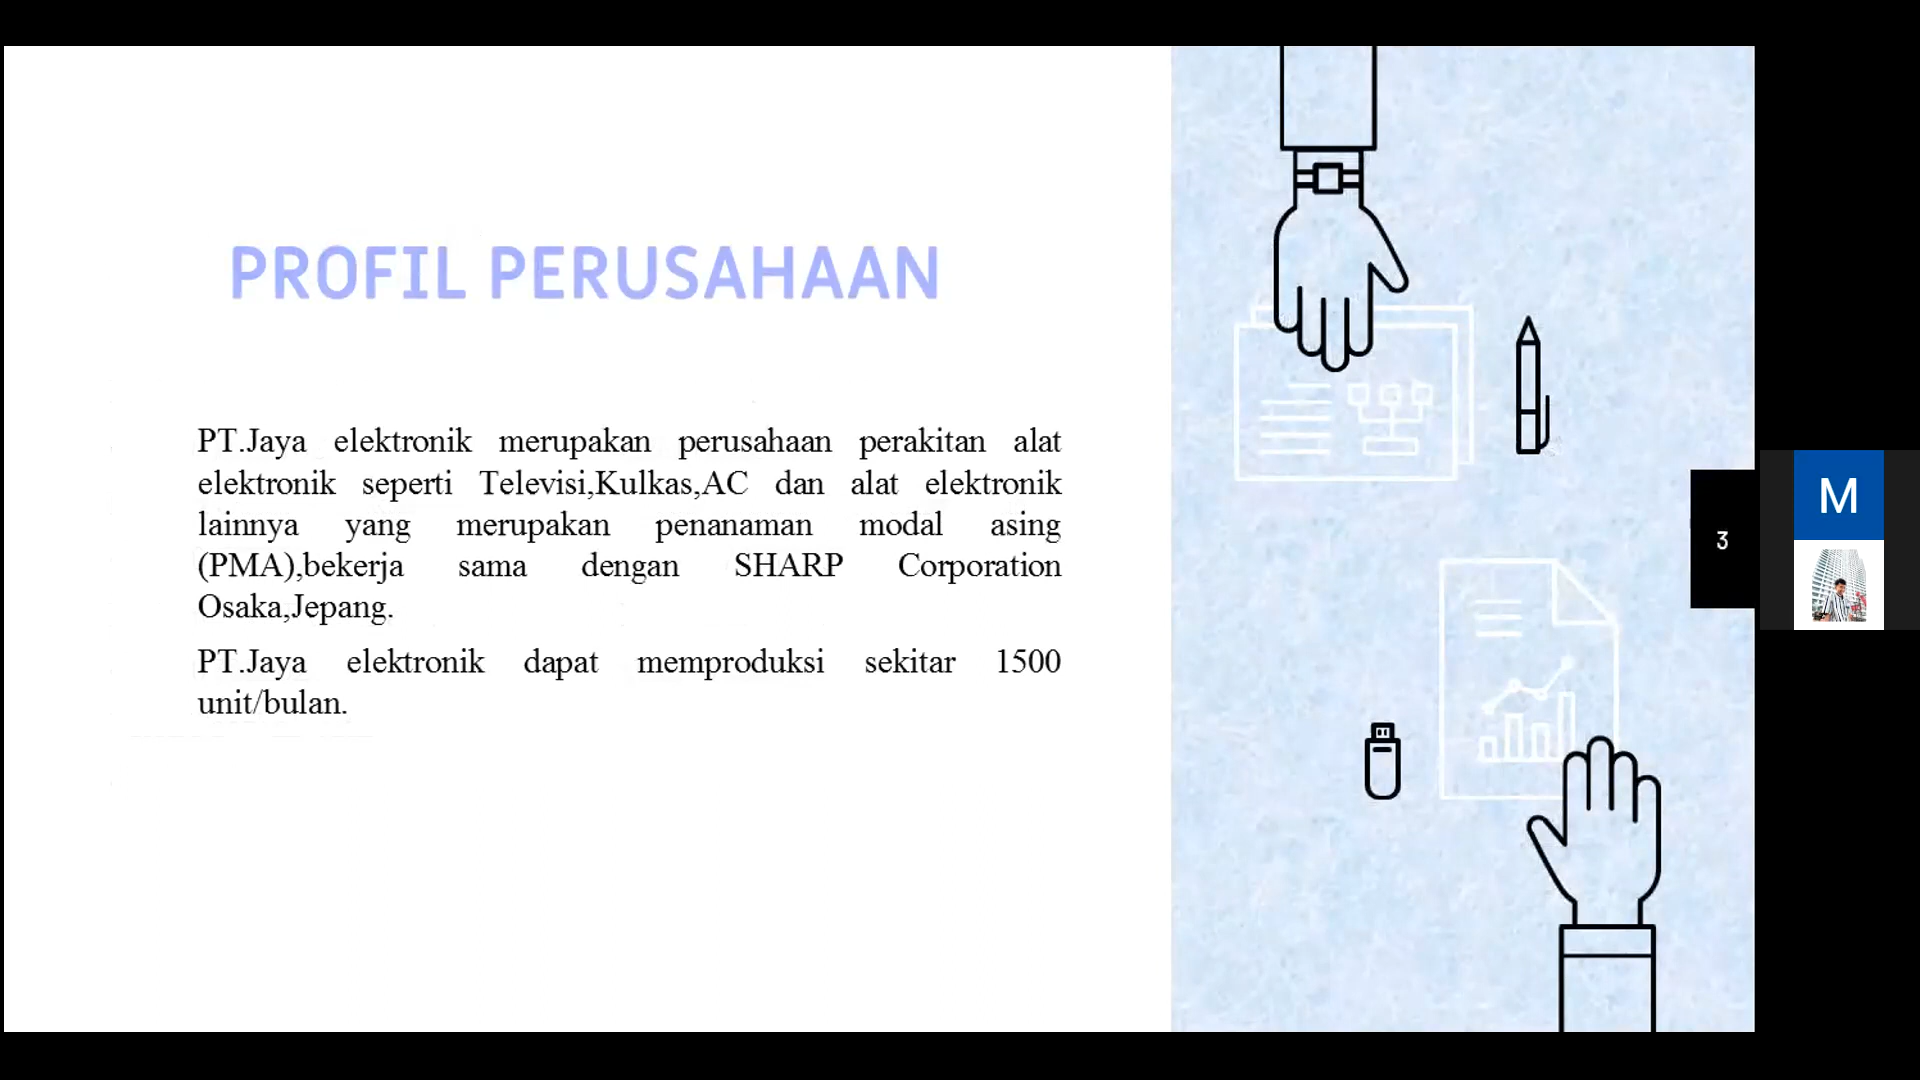 PROFIL PERUSAHAAN
PT.Jaya elektronik merupakan perusahaan perakitan alat
elektronik seperti Televisi,Kulkas,AC dan alat elektronik
lainnya yang merupakan penanaman modal asing
(PMA),bekerja sama dengan SHARP Corporation
Osaka,Jepang.
PT.Jaya elektronik dapat memproduksi sekitar 1500
unit/bulan.
3
M